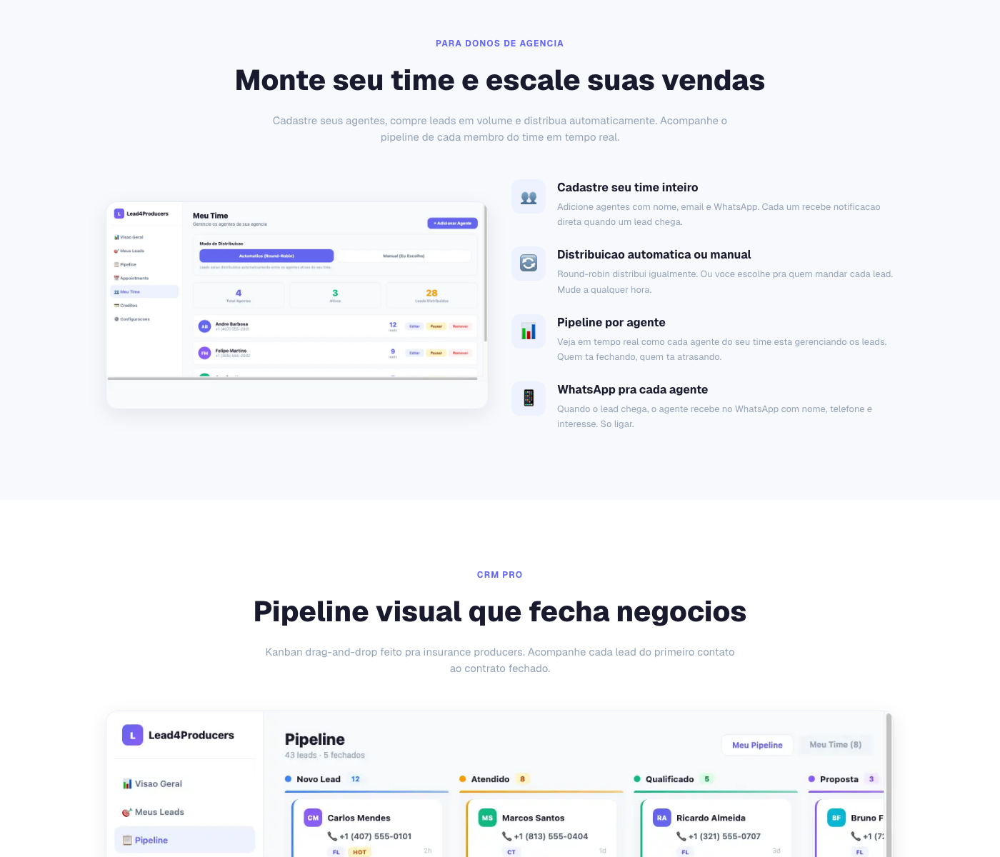 PARA DONOS DE AGENCIA
Monte seu time e escale suas vendas
Cadastre seus agentes, compre leads em volume e distribua automaticamente. Acompanhe o
pipeline de cada membro do time em tempo real.
L Lead4Producers
Visao Geral
Meus Leads
Pipeline
Appointments
Meu Time
Creditos
Configuracoes
Meu Time
Gerencie os agentes da sua agencia
+ Adicionar Agente
Modo de Distribuicao
Automatico (Round-Robin)
Manual (Eu Escolho)
Leads serao distribuidos automaticamente entre os agentes ativos do seu time.
4
Total Agentes
3
Ativos
28
Leads Distribuidos
AB
Andre Barbosa
+1 (407) 555-2001
12
leads
Editar
Pausar
Remover
FM
Felipe Martins
+1 (305) 555-2002
9
leads
Editar
Pausar
Remover
Cadastre seu time inteiro
Adicione agentes com nome, email e WhatsApp. Cada um recebe notificacao
direta quando um lead chega.
Distribuicao automatica ou manual
Round-robin distribui igualmente. Ou voce escolhe pra quem mandar cada lead.
Mude a qualquer hora.
Pipeline por agente
Veja em tempo real como cada agente do seu time esta gerenciando os leads.
Quem ta fechando, quem ta atrasando.
WhatsApp pra cada agente
Quando o lead chega, o agente recebe no WhatsApp com nome, telefone e
interesse. So ligar.
CRM PRO
Pipeline visual que fecha negocios
Kanban drag-and-drop feito pra insurance producers. Acompanhe cada lead do primeiro contato
ao contrato fechado.
L Lead4Producers
Visao Geral
Meus Leads
Pipeline
Pipeline
43 leads · 5 fechados
Meu Pipeline
Meu Time (8)
Novo Lead 12
CM Carlos Mendes
+1 (407) 555-0101
FL HOT 2h
Atendido 8
MS Marcos Santos
+1 (813) 555-0404
CT 1d
Qualificado 5
RA Ricardo Almeida
+1 (321) 555-0707
FL 3d
Proposta 3
BF Bruno F
+1 (72
FL